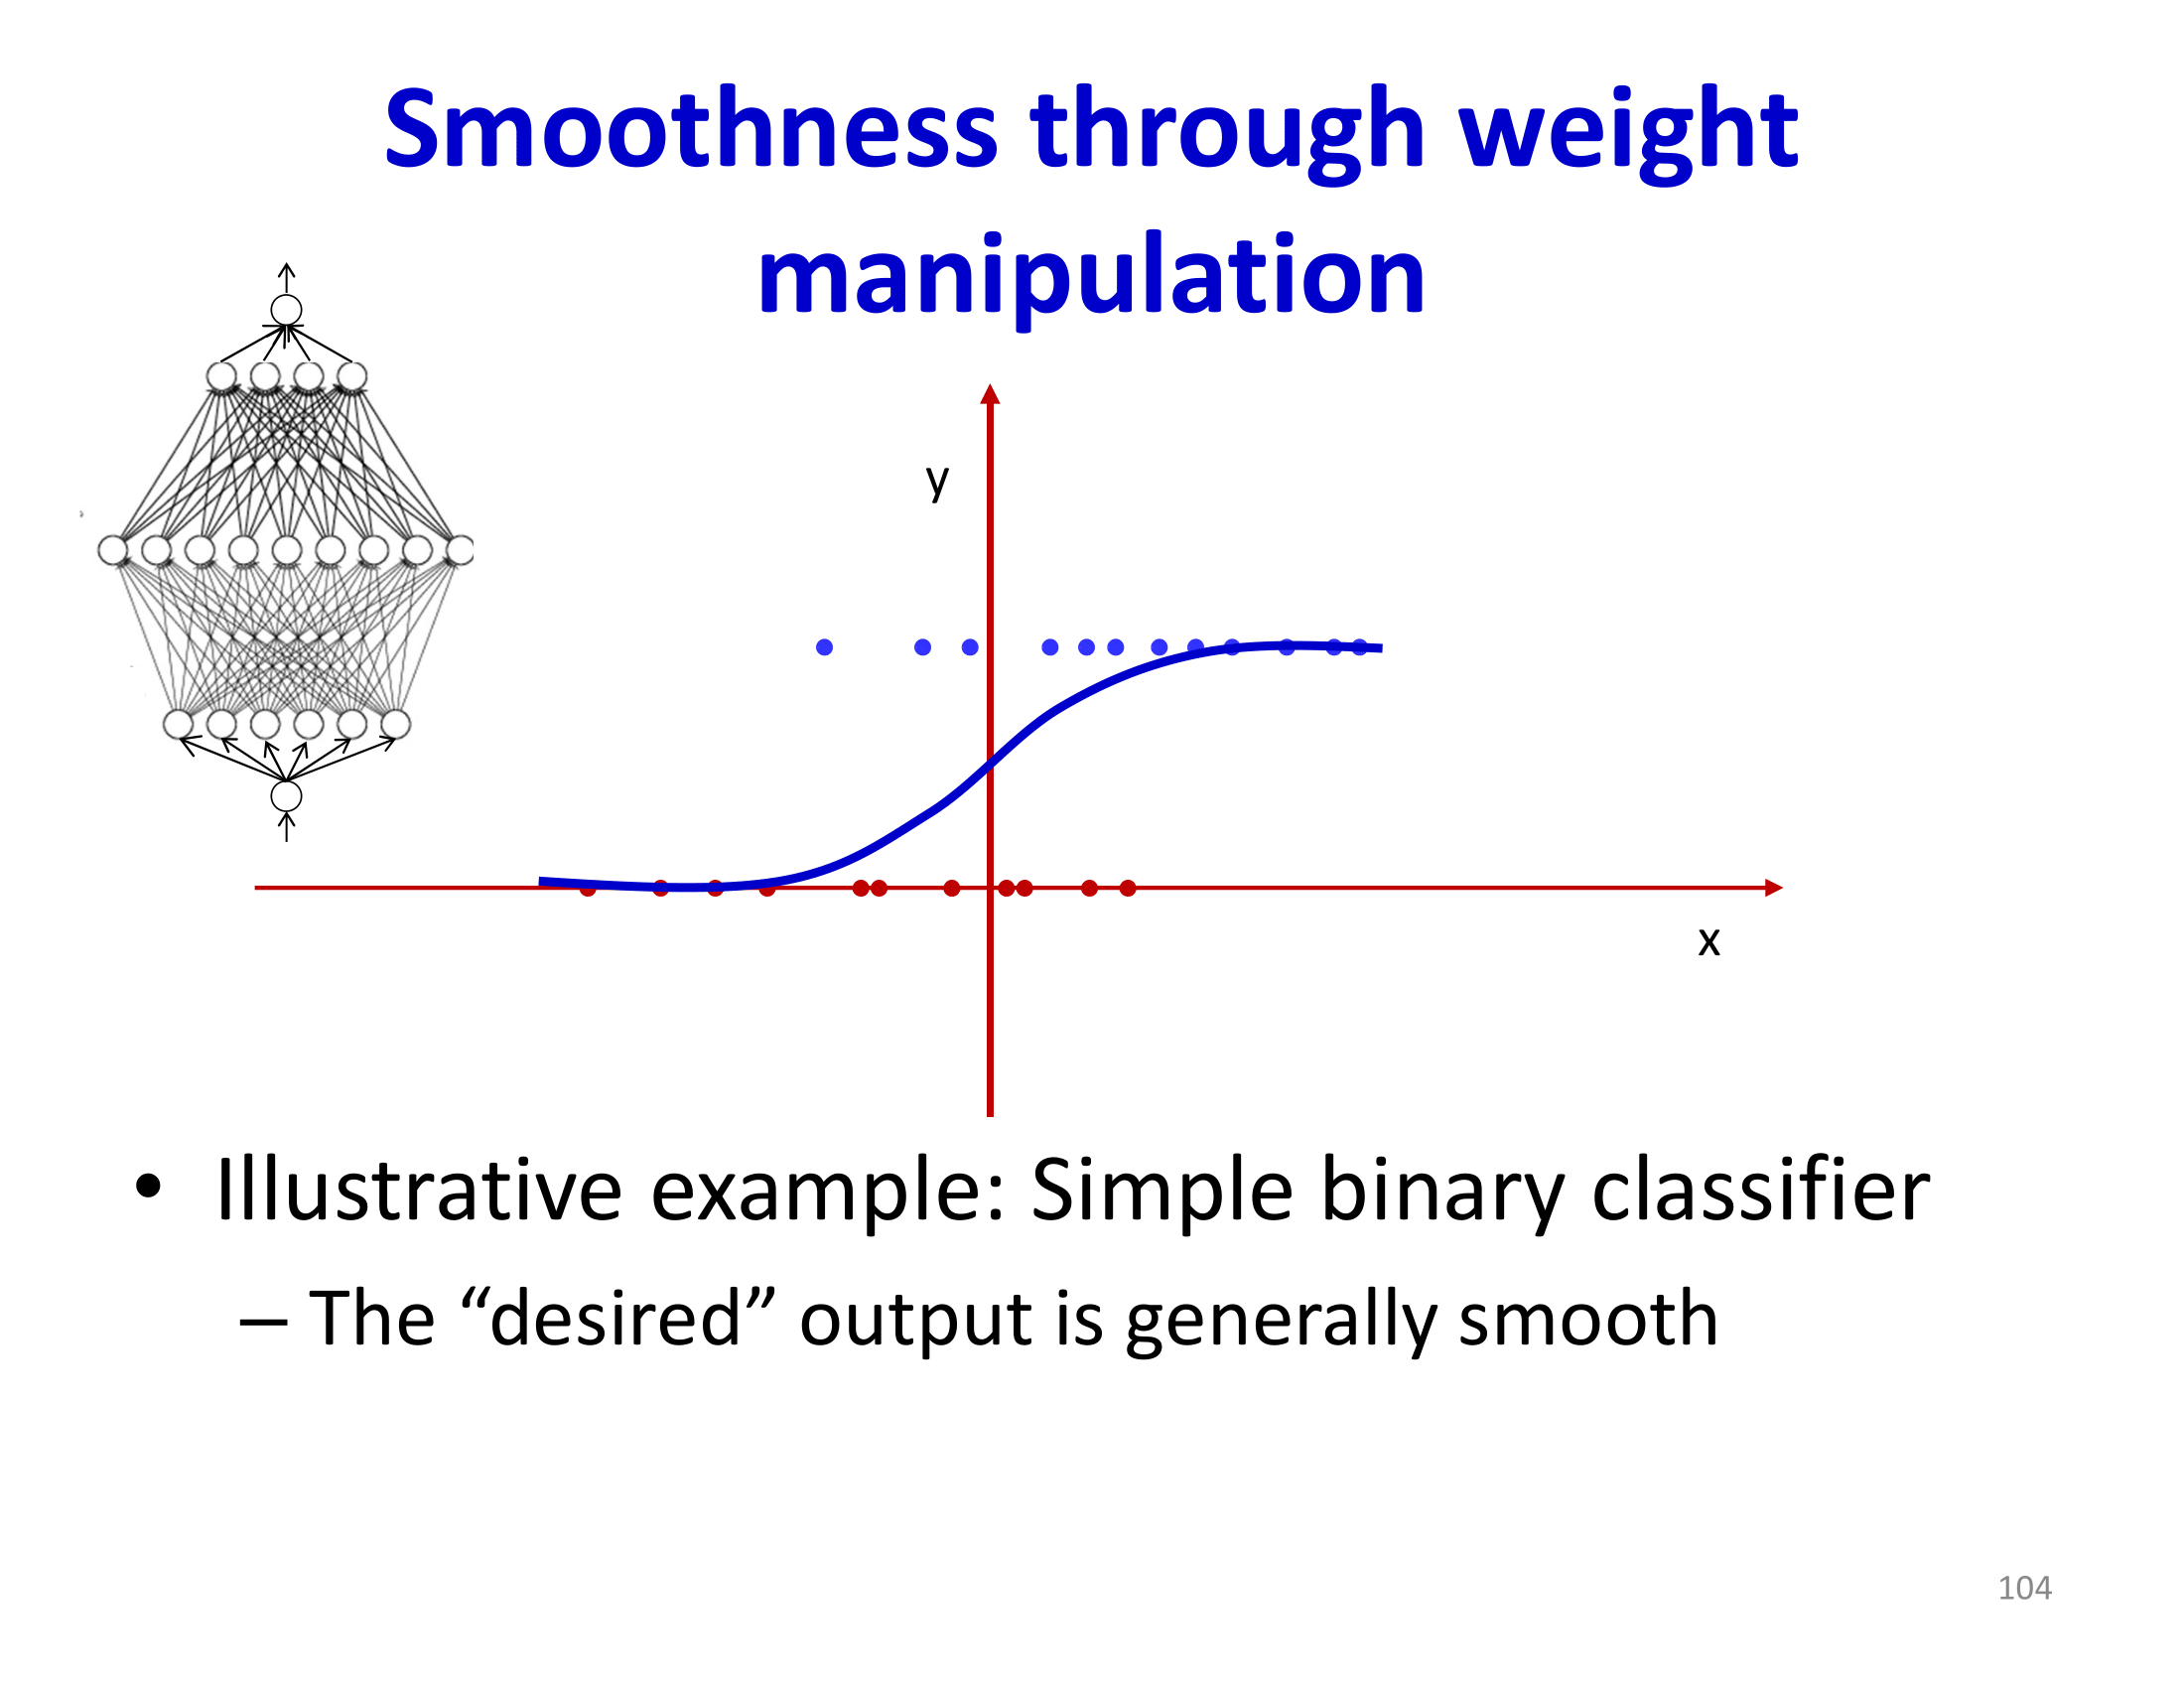 Smoothness through weight
manipulation
y
x
• Illustrative example: Simple binary classifier
– The “desired” output is generally smooth
104